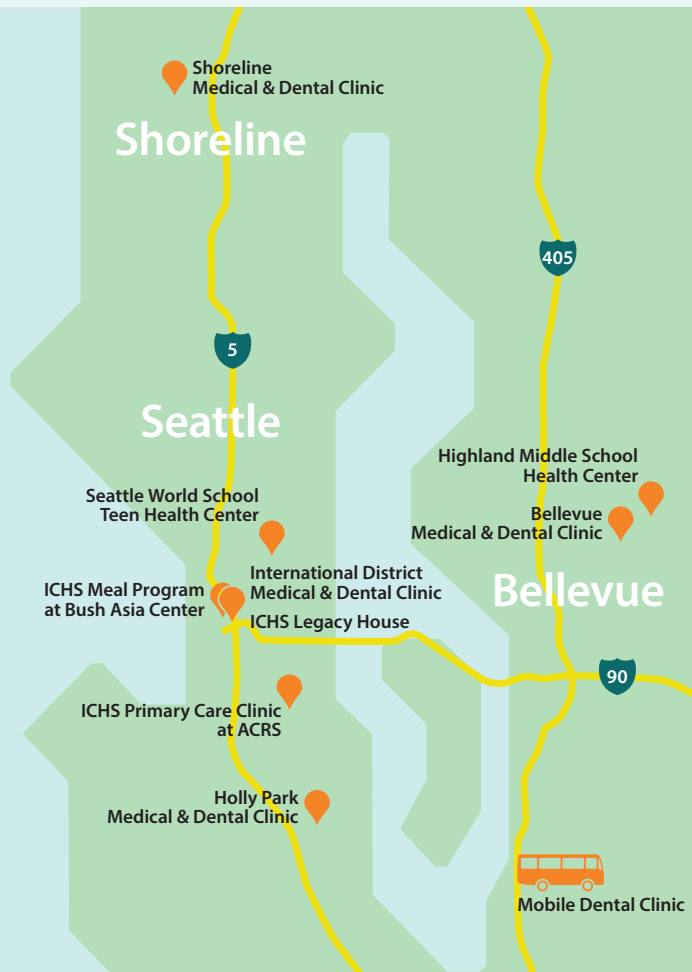 Shoreline
Medical & Dental Clinic
Shoreline
405
5
Seattle
Highland Middle School
Health Center
Seattle World School
Teen Health Center
Bellevue
Medical & Dental Clinic
International District
Medical & Dental Clinic
ICHS Meal Program
at Bush Asia Center
Bellevue
ICHS Legacy House
90
ICHS Primary Care Clinic
at ACRS
Holly Park
Medical & Dental Clinic
Mobile Dental Clinic